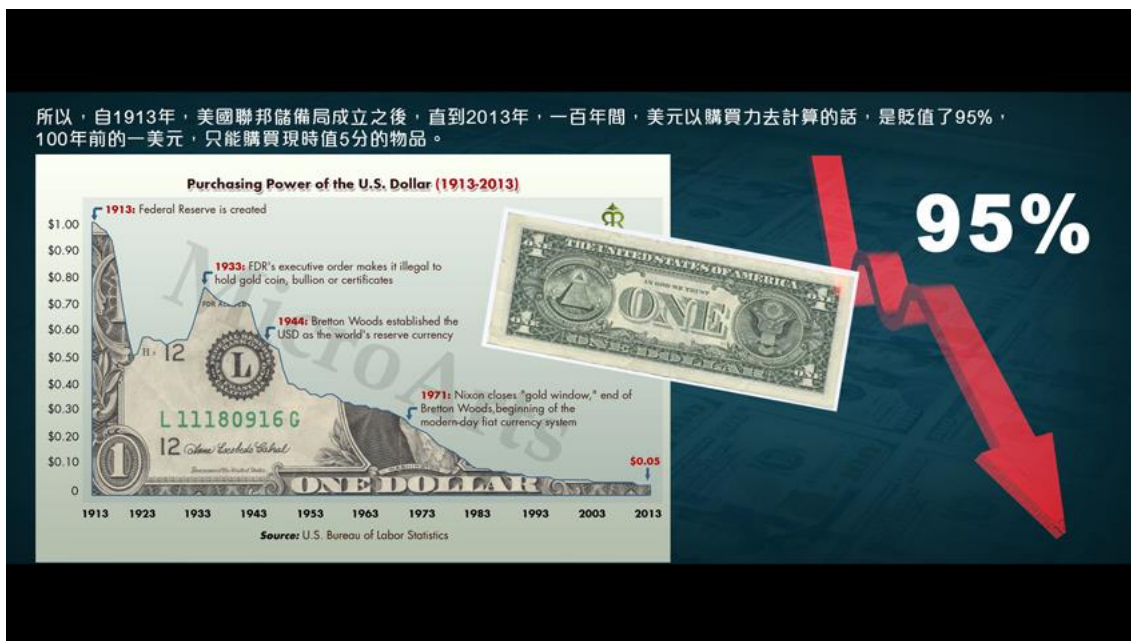 所以，自1913年，美國聯邦儲備局成立之後，直到2013年，一百年間，美元以購買力去計算的話，是貶值了95%，
100年前的一美元，只能購買現時值5分的物品。
95%
Purchasing Power of the U.S. Dollar (1913-2013)
1913: Federal Reserve is created
$1.00
$0.90
$0.80
$0.70
$0.60
$0.50
$0.40
$0.30
$0.20
$0.10
0
1933: FDR's executive order makes it illegal to
hold gold coin, bullion or certificates
1944: Bretton Woods established the
USD as the world's reserve currency
1971: Nixon closes "gold window," end of
Bretton Woods,beginning of the
modern-day fiat currency system
$0.05
MicroArts
H
12
L
L 11180916 G
12
1
ONE DOLLAR
THE UNITED STATES OF AMERICA
IN GOD WE TRUST
ONE
ONE DOLLAR
1913 1923 1933 1943 1953 1963 1973 1983 1993 2003 2013
Source: U.S. Bureau of Labor Statistics